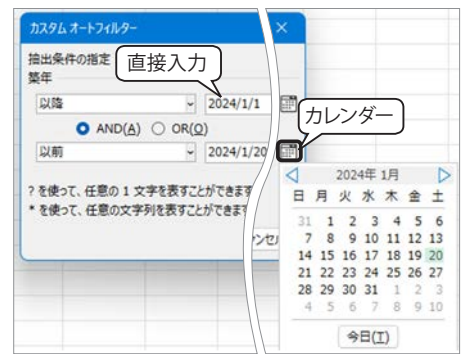 カスタム オートフィルター
抽出条件の指定
直接入力
築年
以降 2024/1/1
カレンダー
AND(A) OR(O)
以前 2024/1/20
? を使って、任意の 1 文字を表すことができます
* を使って、任意の文字列を表すことができます
2024年 1月
日 月 火 水 木 金 土
31 1 2 3 4 5 6
7 8 9 10 11 12 13
14 15 16 17 18 19 20
21 22 23 24 25 26 27
28 29 30 31 1 2 3
4 5 6 7 8 9 10
今日(T)